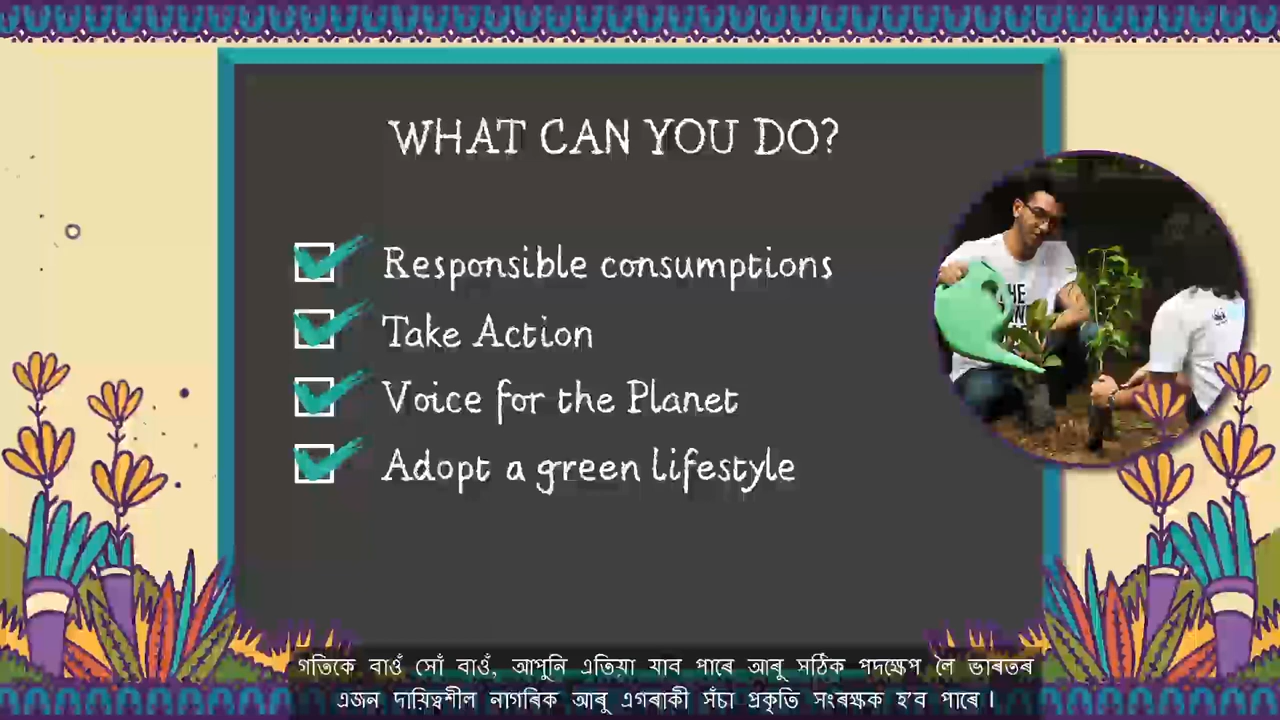 WHAT CAN YOU DO?
Responsible consumptions
Take Action
Voice for the Planet
Adopt a green lifestyle
গতিকে বাওঁ সোঁ বাওঁ, আপুনি এতিয়া যাব পাৰে আৰু সঠিক পদক্ষেপ লৈ ভাৰতৰ
এজন দায়িত্বশীল নাগৰিক আৰু এগৰাকী সঁচা প্ৰকৃতি সংৰক্ষক হ'ব পাৰে।